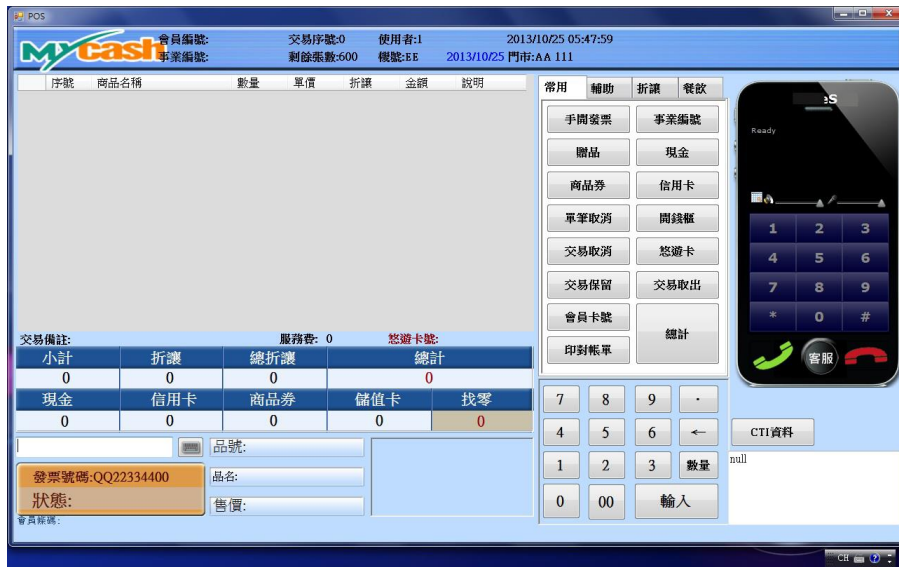 POS
Mycash
會員編號: 交易序號:0 使用者:1 2013/10/25 05:47:59
事業編號: 剩餘張數:600 機號:EE 2013/10/25 門市:AA 111
序號 商品名稱 數量 單價 折讓 金額 說明
常用 輔助 折讓 餐飲
手開發票 事業編號
贈品 現金
商品券 信用卡
單筆取消 開錢櫃
交易取消 悠遊卡
交易保留 交易取出
會員卡號 總計
印對帳單
Ready
1 2 3
4 5 6
7 8 9
* 0 #
客服
交易備註: 服務費: 0 悠遊卡號:
小計 折讓 總折讓 總計
0 0 0 0
現金 信用卡 商品券 儲值卡 找零
0 0 0 0 0
品號:
發票號碼:QQ22334400
狀態:
品名:
售價:
會員條碼:
7 8 9 ·
4 5 6 ←
1 2 3 數量
0 00 輸入
CTI資料
null
CH